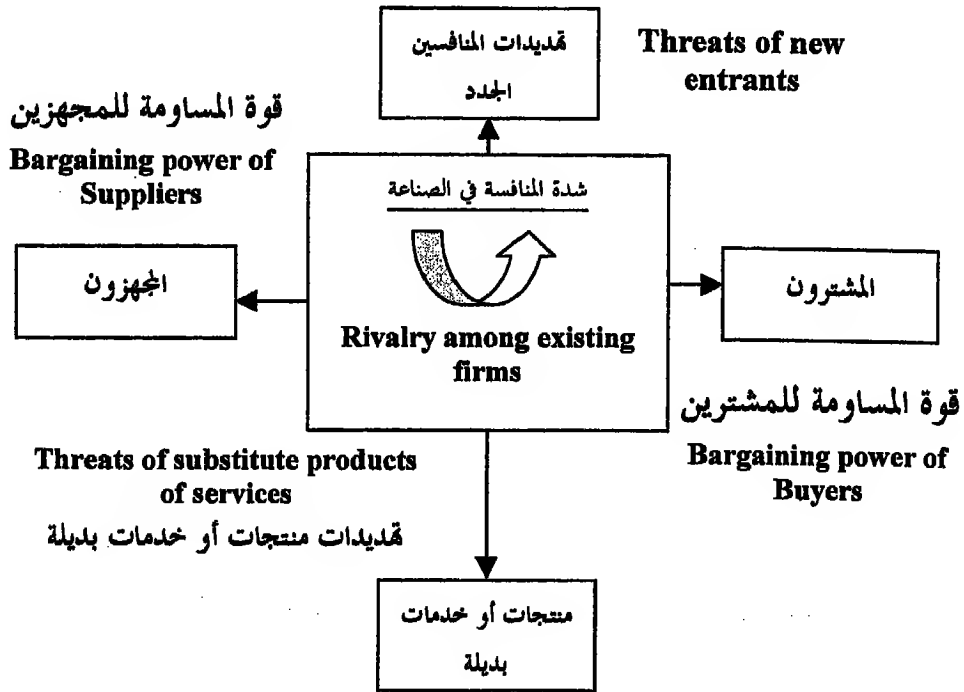 تهديدات المنافسين
الجدد
Threats of new
entrants
قوة المساومة للمجهزين
Bargaining power of
Suppliers
شدة المنافسة في الصناعة
Rivalry among existing
firms
المجهزون
المشترون
قوة المساومة للمشترين
Bargaining power of
Buyers
Threats of substitute products
of services
تهديدات منتجات أو خدمات بديلة
منتجات أو خدمات
بديلة